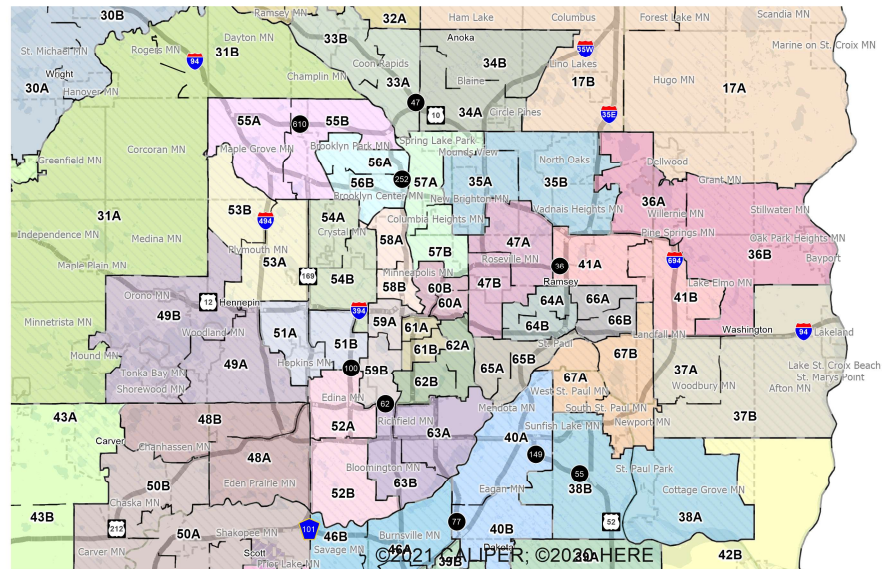 30B
Ramsey MN
32A
Ham Lake
Columbus
Forest Lake MN
Scandia MN
Dayton MN
33B
Anoka
35W
Marine on St. Croix MN
St. Michael MN
Rogers MN
31B
34B
94
Coon Rapids
Lino Lakes
Wright
30A
Hanover MN
Champlin MN
33A
Blaine
17B
Hugo MN
17A
47
10
34A
Circle Pines
35E
55A
610
55B
Spring Lake Park
Corcoran MN
Maple Grove MN
Brooklyn Park MN
Mounds View
Greenfield MN
56A
North Oaks
Dellwood
56B
252
57A
35A
35B
Grant MN
Brooklyn Center MN
New Brighton MN
36A
Willernie MN
Stillwater MN
31A
53B
54A
Columbia Heights MN
Vadnais Heights MN
494
Crystal MN
Pine Springs MN
Independence MN
Medina MN
58A
47A
Oak Park Heights MN
Plymouth MN
57B
36B
Bayport
Maple Plain MN
53A
Roseville MN
694
169
54B
Minneapolis MN
36
41A
Ramsey
Lake Elmo MN
58B
60B
47B
Orono MN
12
Hennepin
60A
64A
66A
41B
49B
394
59A
Minnetrista MN
Woodland MN
51A
61A
64B
66B
Landfall MN
Washington
94
Lakeland
51B
61B
62A
St. Paul
Mound MN
49A
Hopkins MN
65B
67B
Tonka Bay MN
100
59B
65A
37A
Lake St. Croix Beach
St. Marys Point
Shorewood MN
62B
67A
Woodbury MN
Afton MN
Edina MN
62
West St. Paul MN
43A
48B
Mendota MN
South St. Paul MN
37B
52A
Richfield MN
Newport MN
Sunfish Lake MN
Carver
Chanhassen MN
63A
40A
48A
149
Bloomington MN
55
St. Paul Park
50B
Eden Prairie MN
63B
38B
Cottage Grove MN
Chaska MN
52B
Eagan MN
43B
38A
212
101
77
52
50A
Shakopee MN
46B
Burnsville MN
40B
Carver MN
Scott
Savage MN
46A
Dakota
42B
Prior Lake MN
39B
39A
©2021 CALIPER; ©2020 HERE